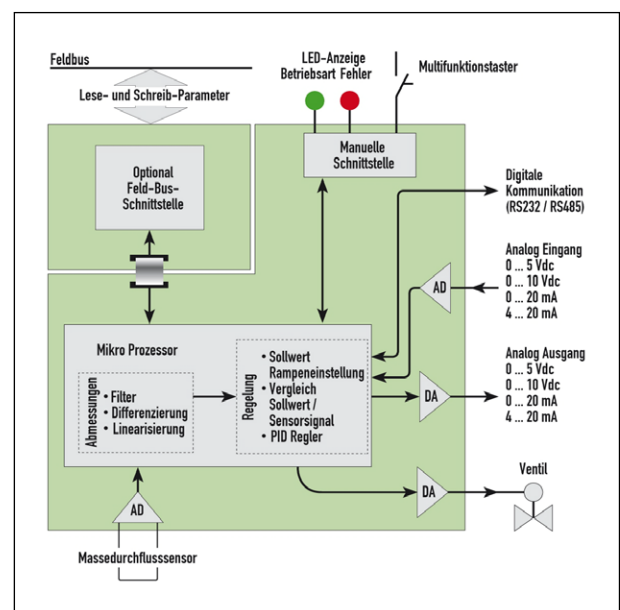 Feldbus
Lese- und Schreib-Parameter
LED-Anzeige
Betriebsart Fehler
Multifunktionstaster
Optional
Feld-Bus-
Schnittstelle
Manuelle
Schnittstelle
Digitale
Kommunikation
(RS232 / RS485)
Analog Eingang
0 ... 5 Vdc
0 ... 10 Vdc
0 ... 20 mA
4 ... 20 mA
AD
Mikro Prozessor
Abmessungen
• Filter
• Differenzierung
• Linearisierung
Regelung
• Sollwert
Rampeneinstellung
• Vergleich
Sollwert /
Sensorsignal
• PID Regler
DA
Analog Ausgang
0 ... 5 Vdc
0 ... 10 Vdc
0 ... 20 mA
4 ... 20 mA
DA
Ventil
AD
Massedurchflusssensor